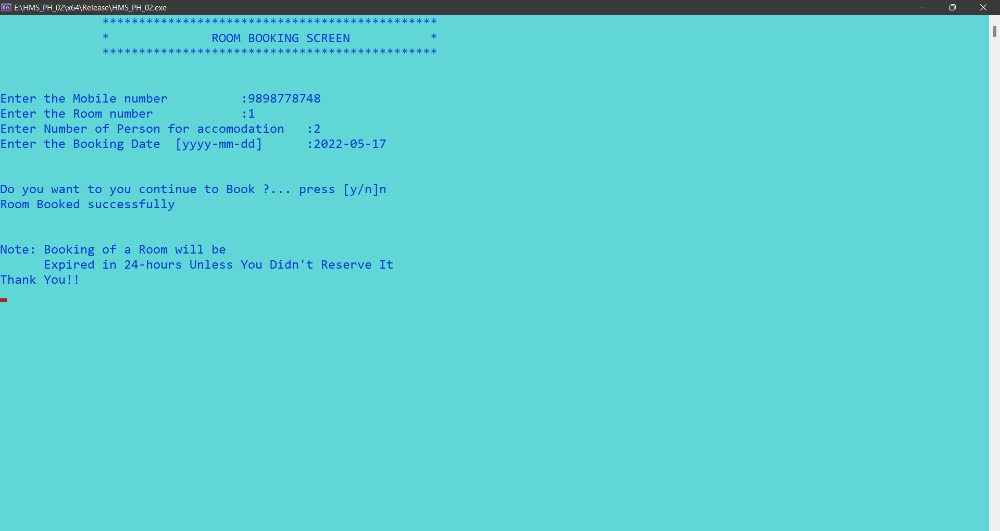 E:\HMS_PH_02\x64\Release\HMS_PH_02.exe
**********************************************
* ROOM BOOKING SCREEN *
**********************************************
Enter the Mobile number :9898778748
Enter the Room number :1
Enter Number of Person for accomodation :2
Enter the Booking Date [yyyy-mm-dd] :2022-05-17
Do you want to you continue to Book ?... press [y/n]n
Room Booked successfully
Note: Booking of a Room will be
Expired in 24-hours Unless You Didn't Reserve It
Thank You!!